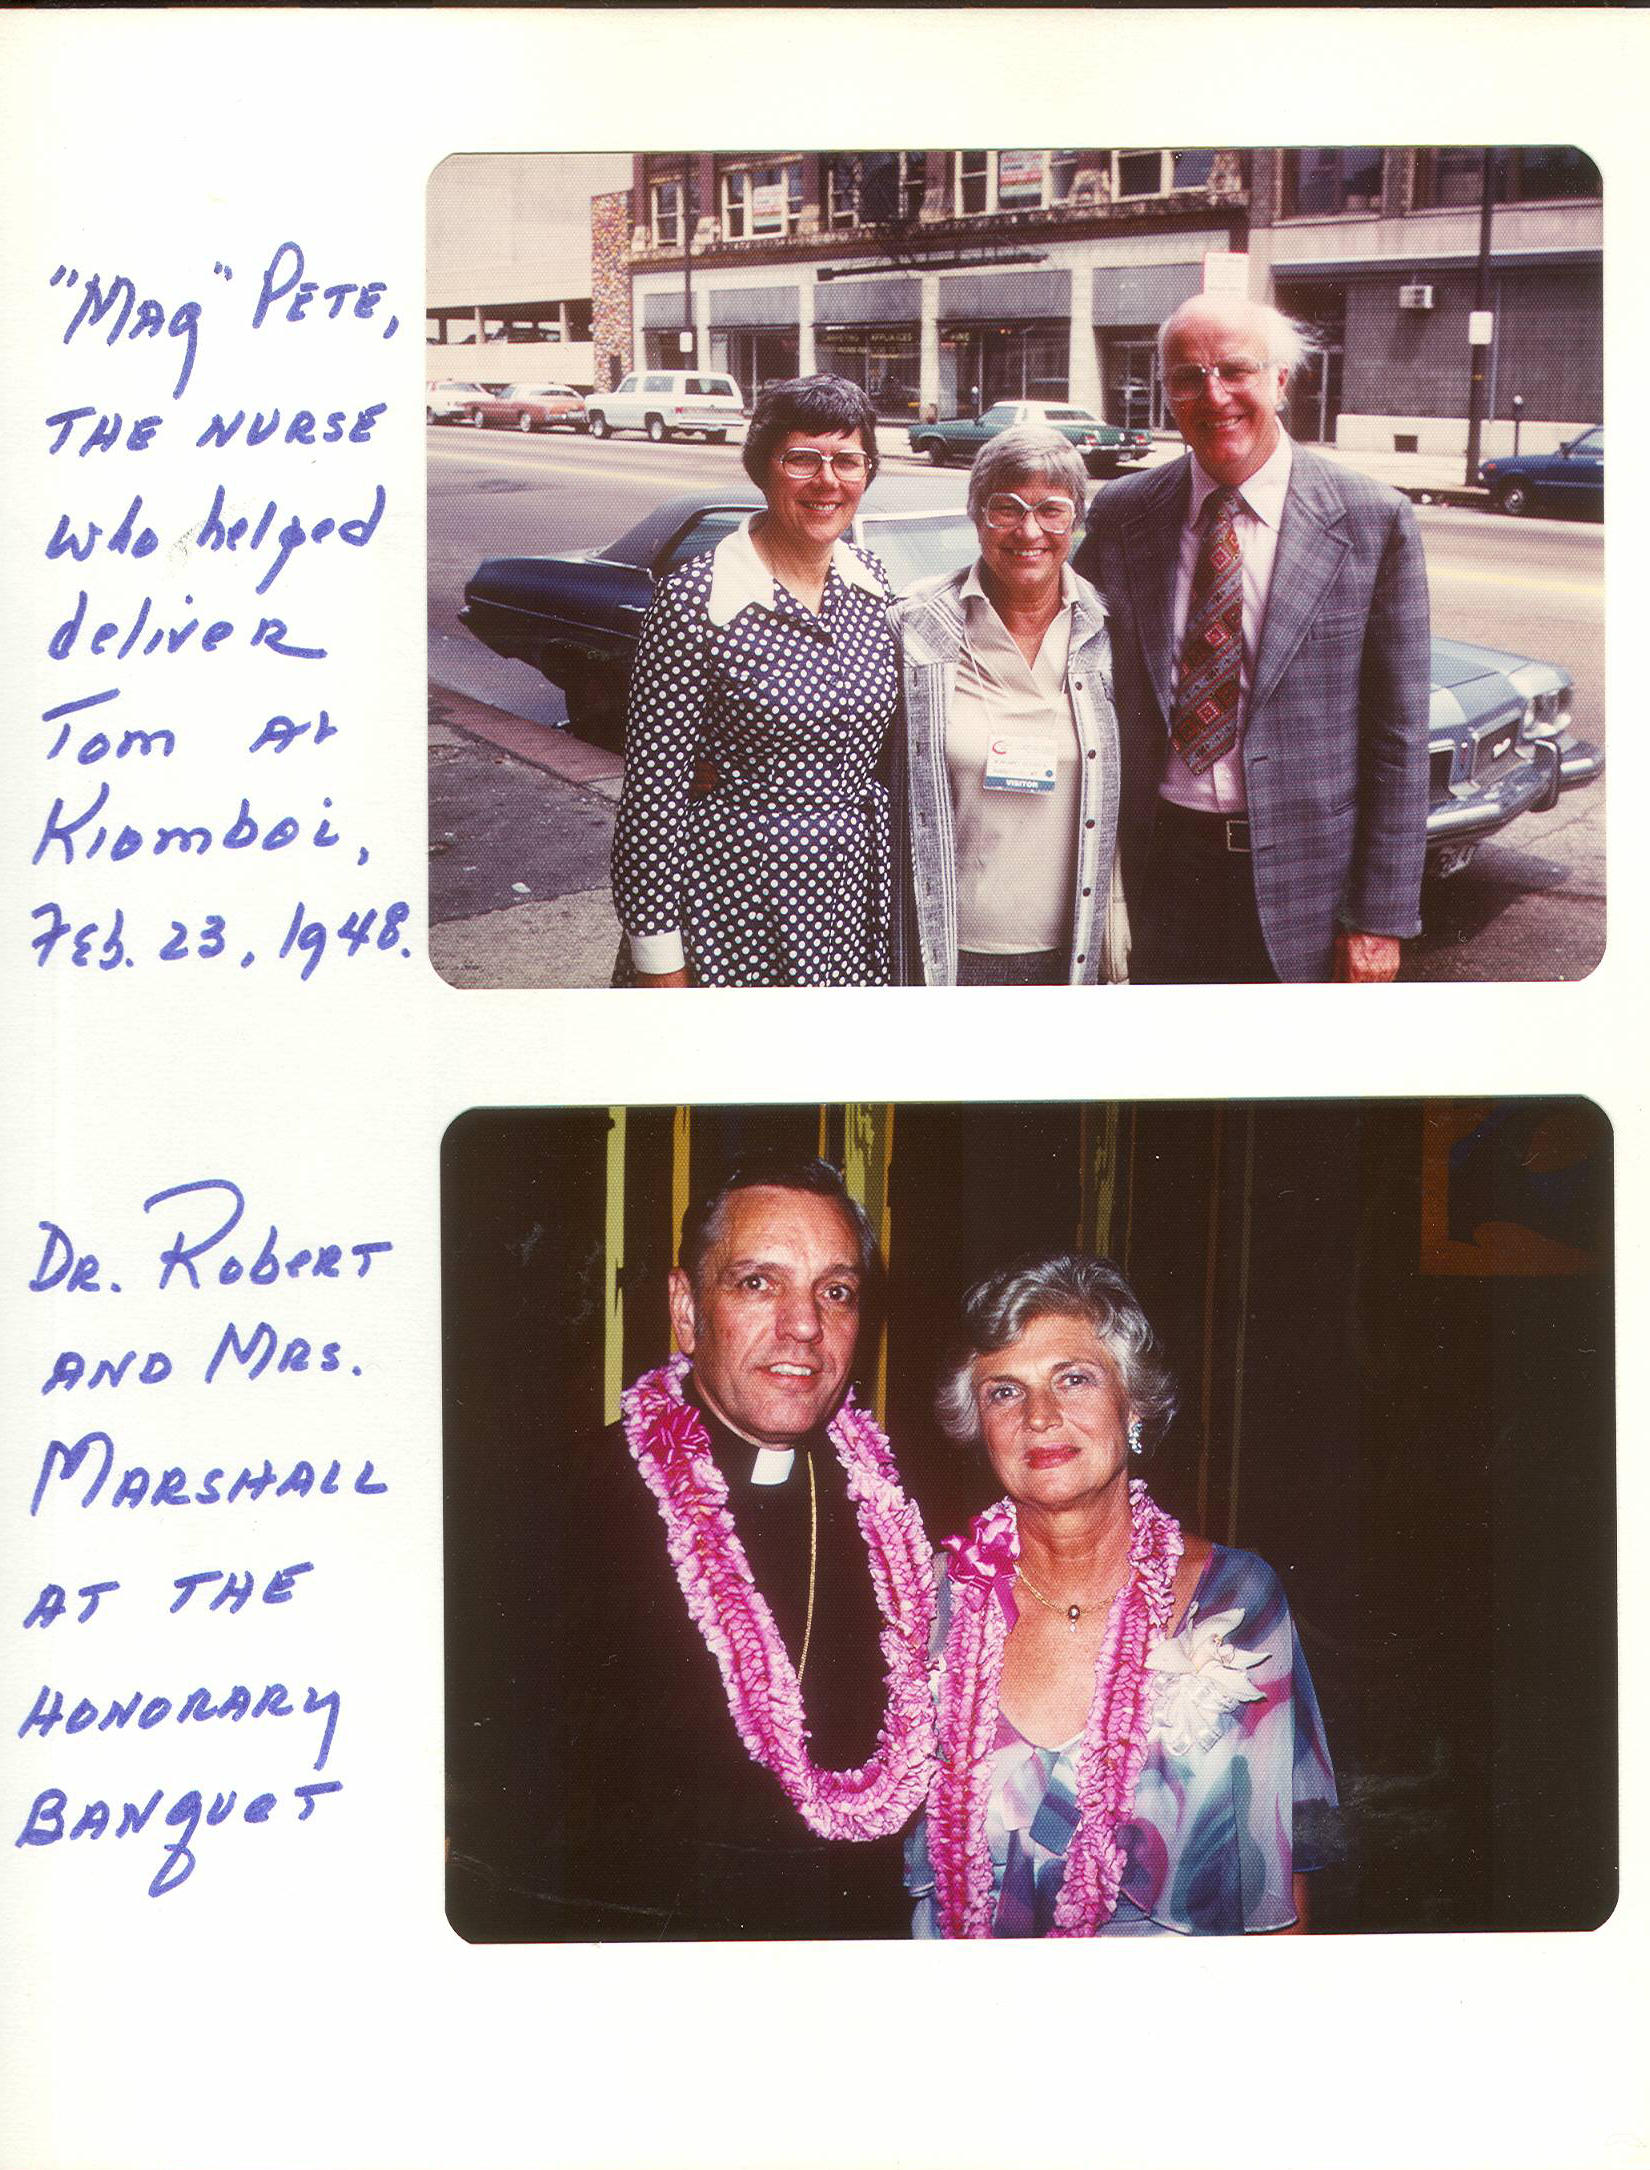 "Mag" Pete,
the nurse
who helped
deliver
Tom at
Kiomboi,
Feb. 23, 1948.
VISITOR
Dr. Robert
and Mrs.
Marshall
at the
Honorary
Banquet